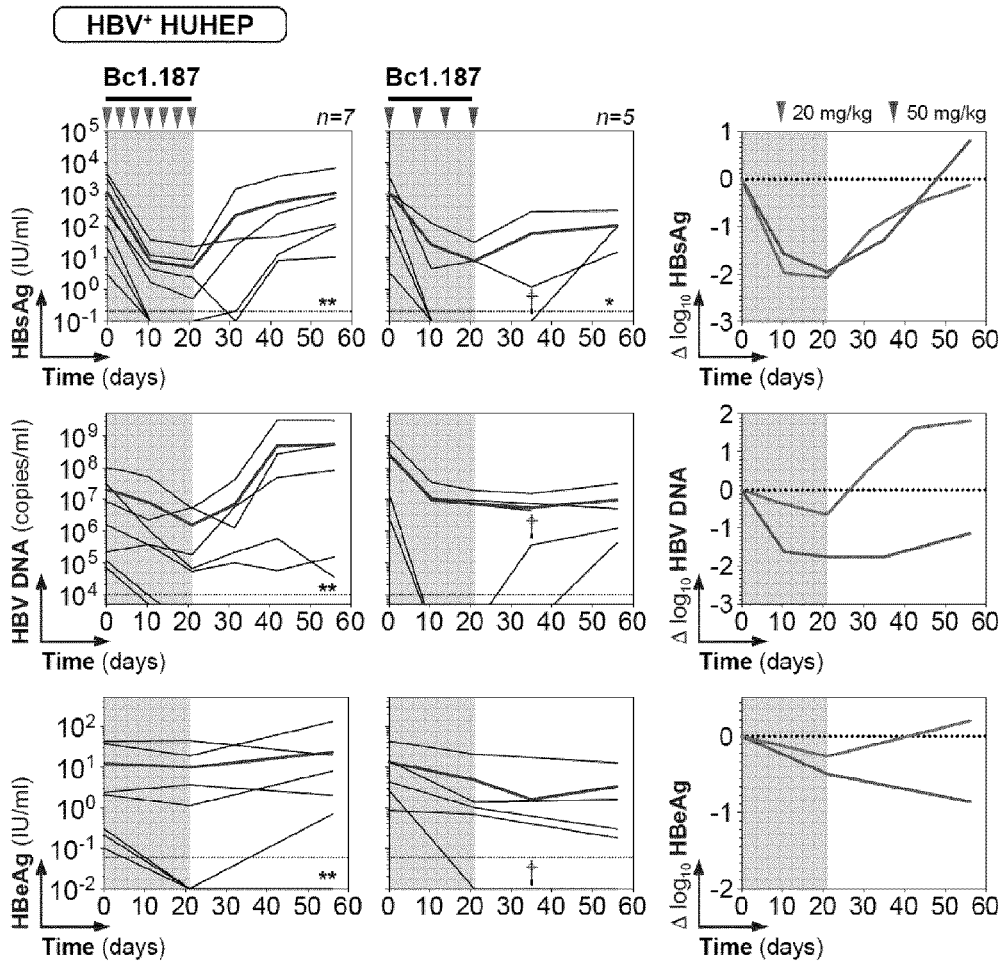 HBV⁺ HUHEP
Bc1.187
Bc1.187
n=7
n=5
20 mg/kg
50 mg/kg
HBsAg (IU/ml)
10⁵
10⁴
10³
10²
10¹
10⁰
10⁻¹
**
0 10 20 30 40 50 60
Time (days)
†
*
0 10 20 30 40 50 60
Δ log₁₀ HBsAg
1
0
-1
-2
-3
0 10 20 30 40 50 60
Time (days)
HBV DNA (copies/ml)
10⁹
10⁸
10⁷
10⁶
10⁵
10⁴
**
0 10 20 30 40 50 60
Time (days)
†
0 10 20 30 40 50 60
Δ log₁₀ HBV DNA
2
1
0
-1
-2
-3
0 10 20 30 40 50 60
Time (days)
HBeAg (IU/ml)
10²
10¹
10⁰
10⁻¹
10⁻²
**
0 10 20 30 40 50 60
Time (days)
†
0 10 20 30 40 50 60
Δ log₁₀ HBeAg
0
-1
-2
0 10 20 30 40 50 60
Time (days)